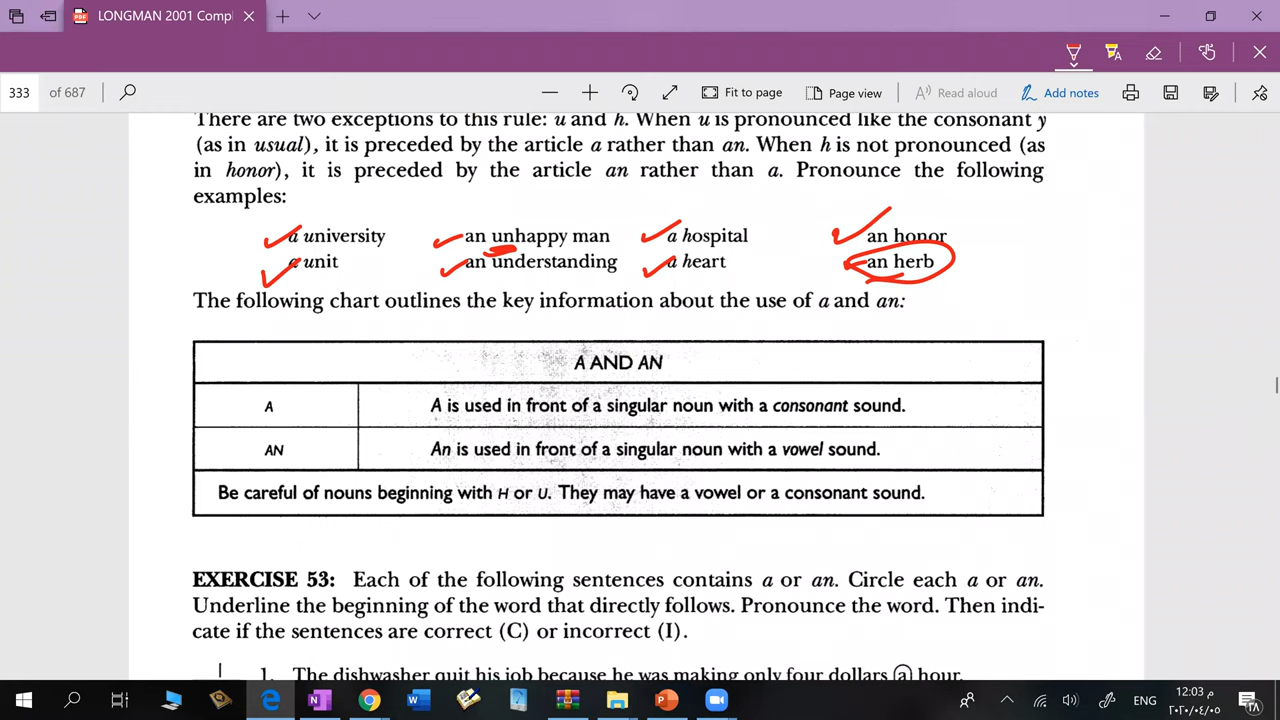 LONGMAN 2001 Compl
333 of 687
Fit to page
Page view
Read aloud
Add notes
There are two exceptions to this rule: u and h. When u is pronounced like the consonant y
(as in usual), it is preceded by the article a rather than an. When h is not pronounced (as
in honor), it is preceded by the article an rather than a. Pronounce the following
examples:
a university an unhappy man a hospital an honor
a unit an understanding a heart an herb
The following chart outlines the key information about the use of a and an:
A AND AN
A A is used in front of a singular noun with a consonant sound.
AN An is used in front of a singular noun with a vowel sound.
Be careful of nouns beginning with H or U. They may have a vowel or a consonant sound.
EXERCISE 53: Each of the following sentences contains a or an. Circle each a or an.
Underline the beginning of the word that directly follows. Pronounce the word. Then indi-
cate if the sentences are correct (C) or incorrect (I).
I 1. The dishwasher quit his job because he was making only four dollars a hour.
ENG
12:03 م
٢٠٢٠/٠٤/٠٥
٢٨